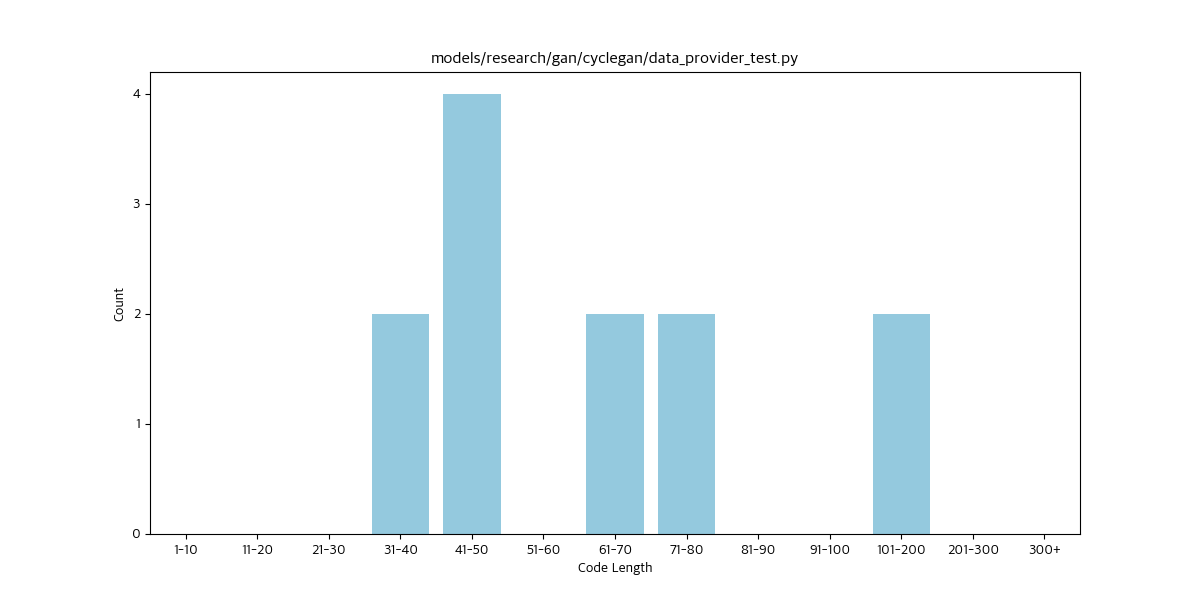 models/research/gan/cyclegan/data_provider_test.py
4
3
2
1
0
Count
1-10 11-20 21-30 31-40 41-50 51-60 61-70 71-80 81-90 91-100 101-200 201-300 300+
Code Length